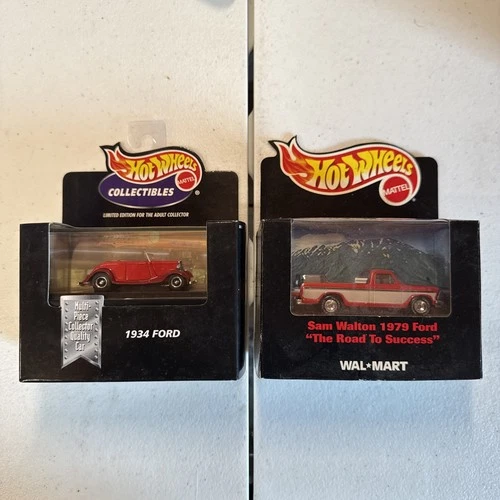 HOT WHEELS
MATTEL
COLLECTIBLES
LIMITED EDITION FOR THE ADULT COLLECTOR
Multi-
Piece
Collector
Quality
Car
1934 FORD
HOT WHEELS
MATTEL
Sam Walton 1979 Ford
"The Road To Success"
WAL★MART